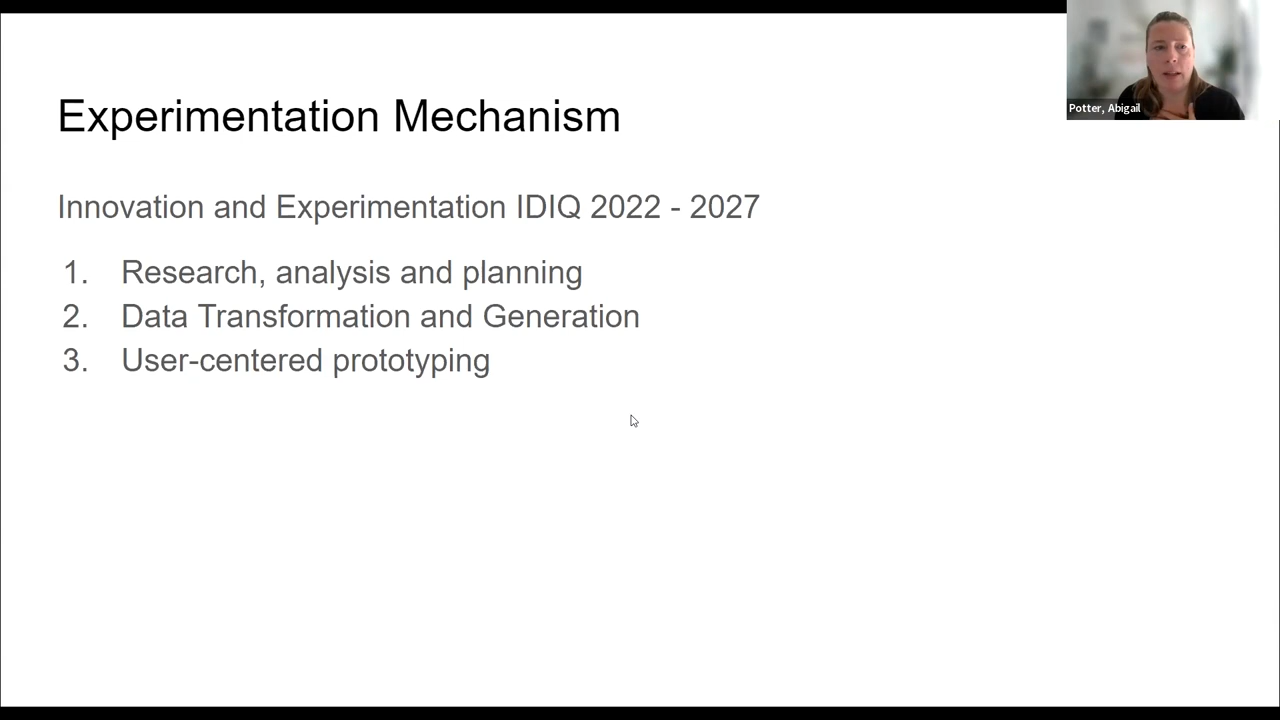 Experimentation Mechanism
Innovation and Experimentation IDIQ 2022 - 2027
1. Research, analysis and planning
2. Data Transformation and Generation
3. User-centered prototyping
Potter, Abigail